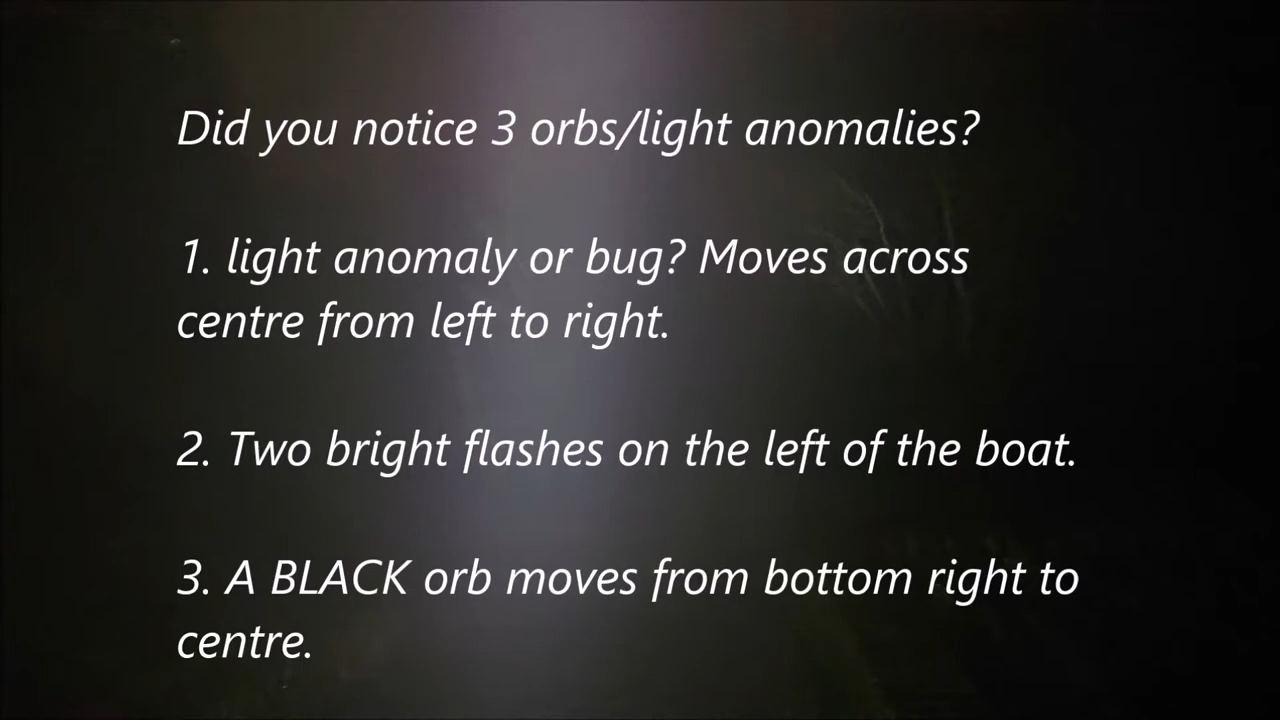 Did you notice 3 orbs/light anomalies?
1. light anomaly or bug? Moves across
centre from left to right.
2. Two bright flashes on the left of the boat.
3. A BLACK orb moves from bottom right to
centre.